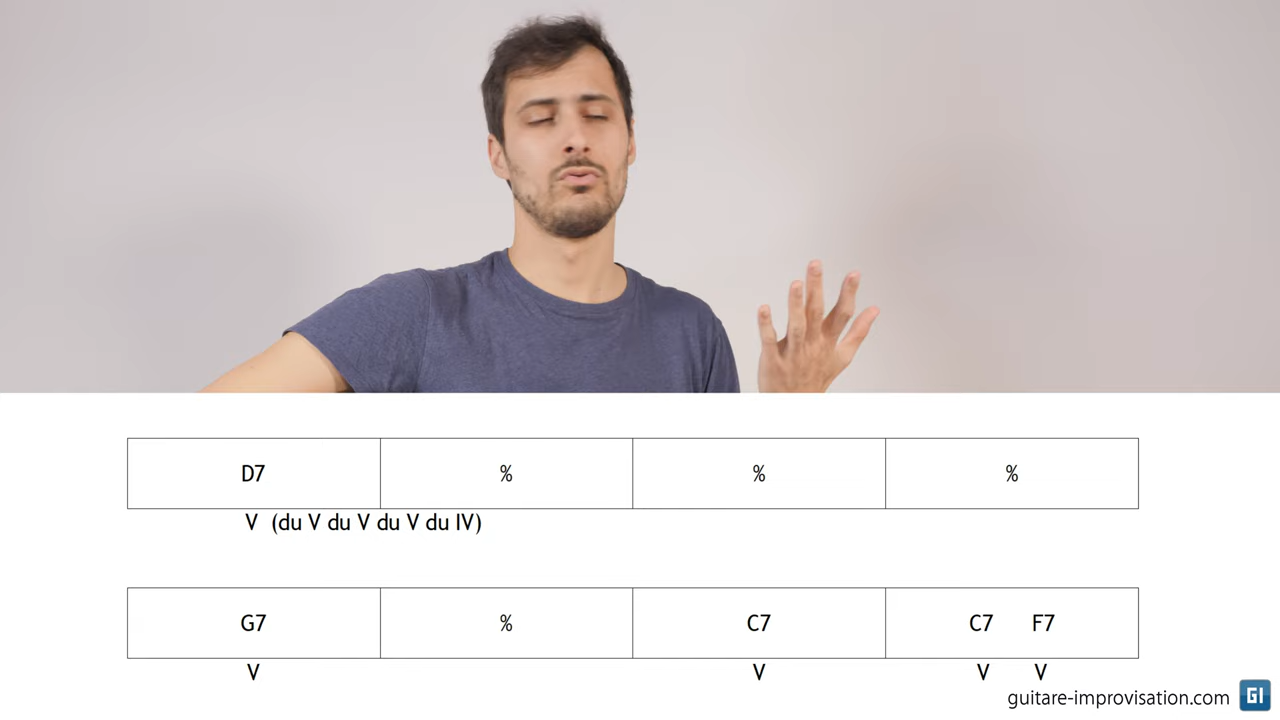 D7 % % %
V (du V du V du V du IV)
G7 % C7 C7 F7
V V V V
guitare-improvisation.com GI